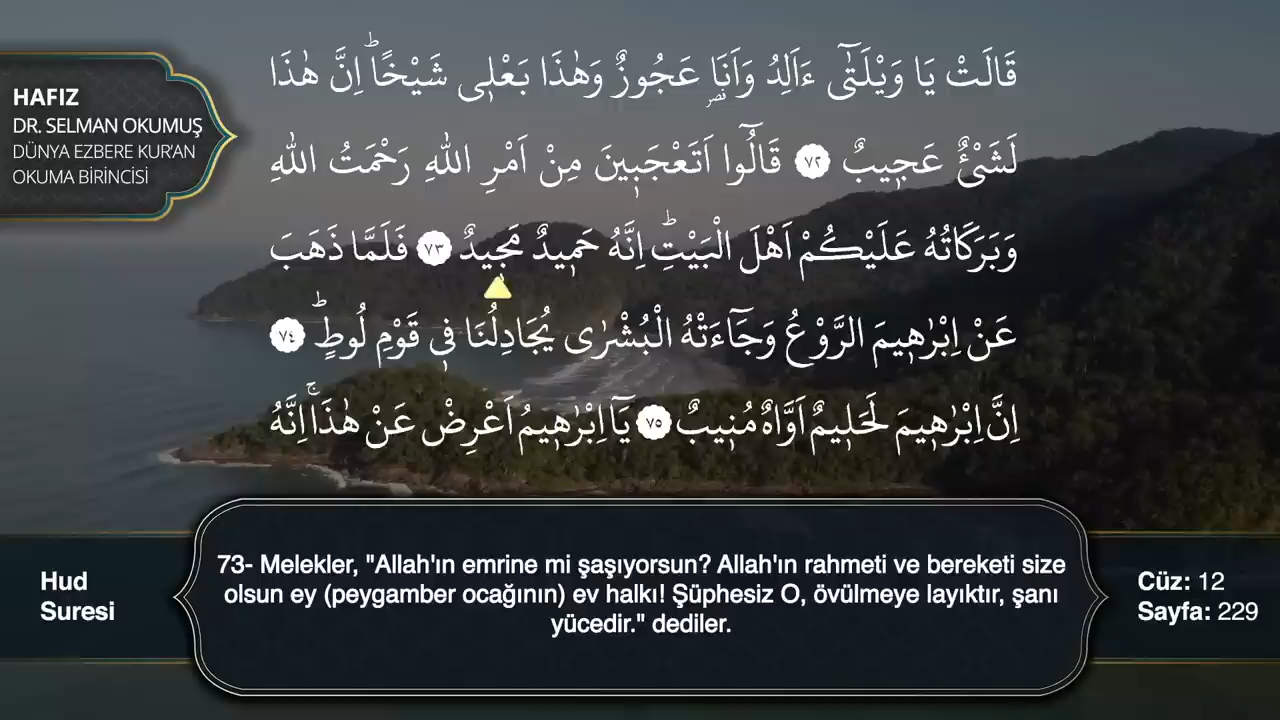 HAFIZ
DR. SELMAN OKUMUŞ
DÜNYA EZBERE KUR'AN
OKUMA BİRİNCİSİ
قَالَتْ يَا وَيْلَتٰٓى ءَاَلِدُ وَاَنَا۬ عَجُوزٌ وَهٰذَا بَعْل۪ي شَيْخًاۜ اِنَّ هٰذَا
لَشَيْءٌ عَج۪يبٌ ﴿٧٢﴾ قَالُٓوا اَتَعْجَب۪ينَ مِنْ اَمْرِ اللّٰهِ رَحْمَتُ اللّٰهِ
وَبَرَكَاتُهُ عَلَيْكُمْ اَهْلَ الْبَيْتِۜ اِنَّهُ حَم۪يدٌ مَج۪يدٌ ﴿٧٣﴾ فَلَمَّا ذَهَبَ
عَنْ اِبْرٰه۪يمَ الرَّوْعُ وَجَٓاءَتْهُ الْبُشْرٰى يُجَادِلُنَا ف۪ي قَوْمِ لُوطٍۜ ﴿٧٤﴾
اِنَّ اِبْرٰه۪يمَ لَحَل۪يمٌ اَوَّاهٌ مُن۪يبٌ ﴿٧٥﴾ يَٓا اِبْرٰه۪يمُ اَعْرِضْ عَنْ هٰذَاۚ اِنَّهُ
73- Melekler, "Allah'ın emrine mi şaşıyorsun? Allah'ın rahmeti ve bereketi size
olsun ey (peygamber ocağının) ev halkı! Şüphesiz O, övülmeye layıktır, şanı
yücedir." dediler.
Hud
Suresi
Cüz: 12
Sayfa: 229